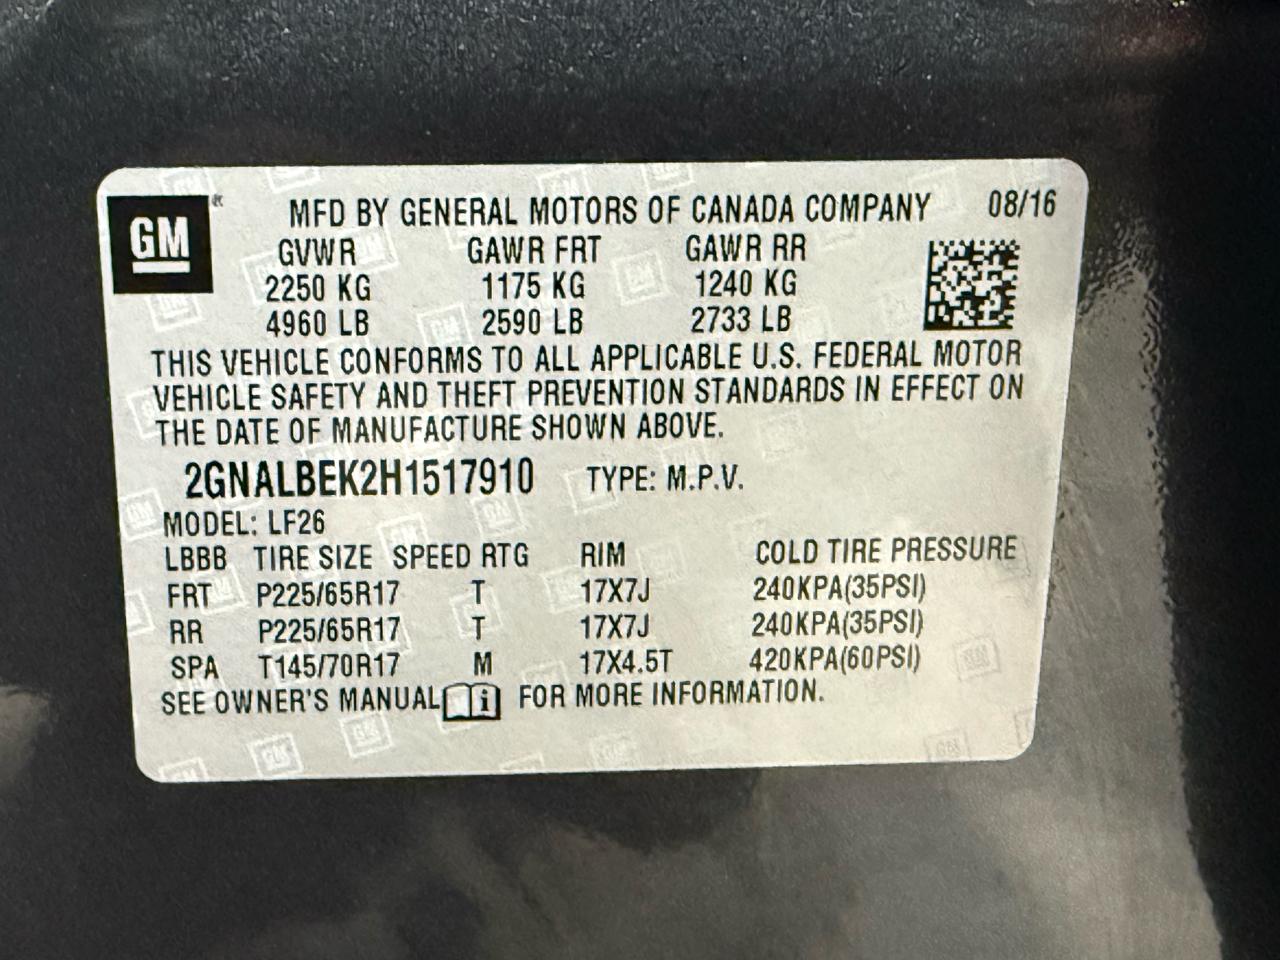 GM® MFD BY GENERAL MOTORS OF CANADA COMPANY 08/16
GVWR GAWR FRT GAWR RR
2250 KG 1175 KG 1240 KG
4960 LB 2590 LB 2733 LB
THIS VEHICLE CONFORMS TO ALL APPLICABLE U.S. FEDERAL MOTOR
VEHICLE SAFETY AND THEFT PREVENTION STANDARDS IN EFFECT ON
THE DATE OF MANUFACTURE SHOWN ABOVE.
2GNALBEK2H1517910 TYPE: M.P.V.
MODEL: LF26
LBBB TIRE SIZE SPEED RTG RIM COLD TIRE PRESSURE
FRT P225/65R17 T 17X7J 240KPA(35PSI)
RR P225/65R17 T 17X7J 240KPA(35PSI)
SPA T145/70R17 M 17X4.5T 420KPA(60PSI)
SEE OWNER'S MANUAL i FOR MORE INFORMATION.